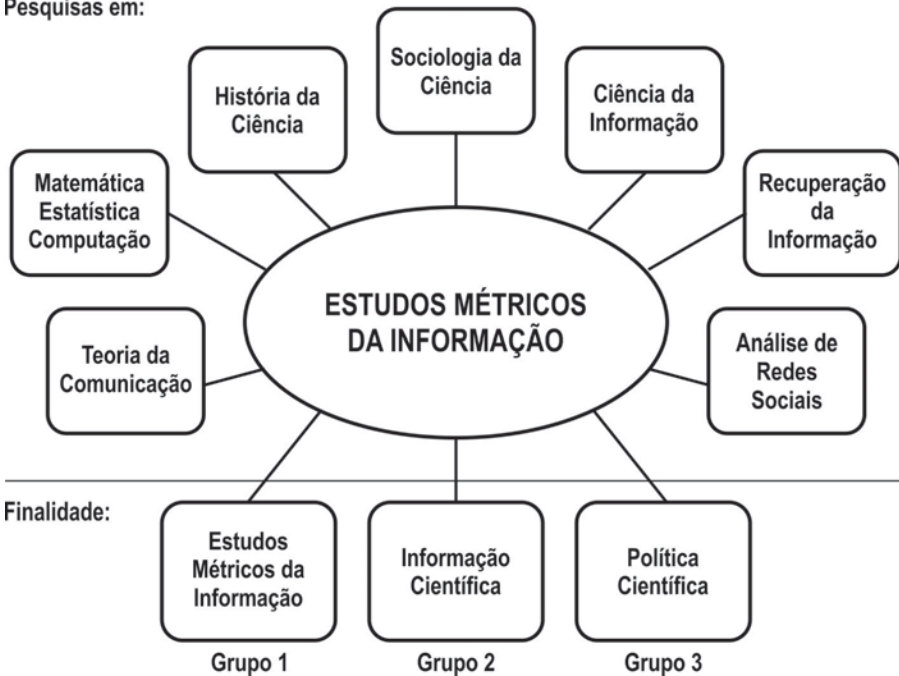 Pesquisas em:
Sociologia da
Ciência
História da
Ciência
Ciência da
Informação
Matemática
Estatística
Computação
Recuperação
da
Informação
ESTUDOS MÉTRICOS
DA INFORMAÇÃO
Teoria da
Comunicação
Análise de
Redes
Sociais
Finalidade:
Estudos
Métricos da
Informação
Informação
Científica
Política
Científica
Grupo 1
Grupo 2
Grupo 3